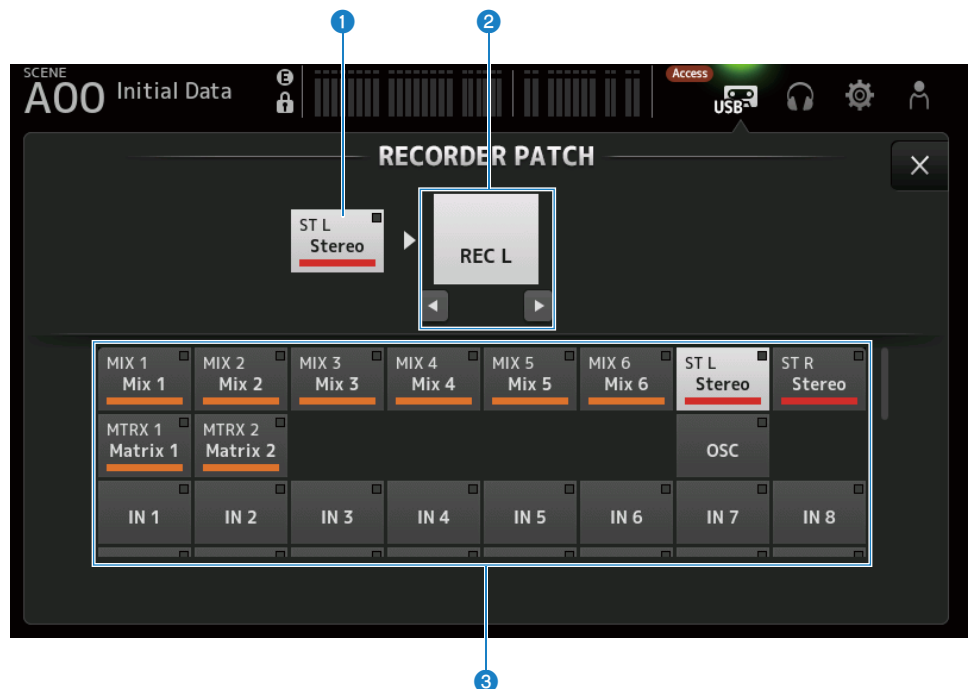 1 2
SCENE
A00 Initial Data
E
Access
USB
RECORDER PATCH
ST L
Stereo
REC L
MIX 1 MIX 2 MIX 3 MIX 4 MIX 5 MIX 6 ST L ST R
Mix 1 Mix 2 Mix 3 Mix 4 Mix 5 Mix 6 Stereo Stereo
MTRX 1 MTRX 2
Matrix 1 Matrix 2 OSC
IN 1 IN 2 IN 3 IN 4 IN 5 IN 6 IN 7 IN 8
3